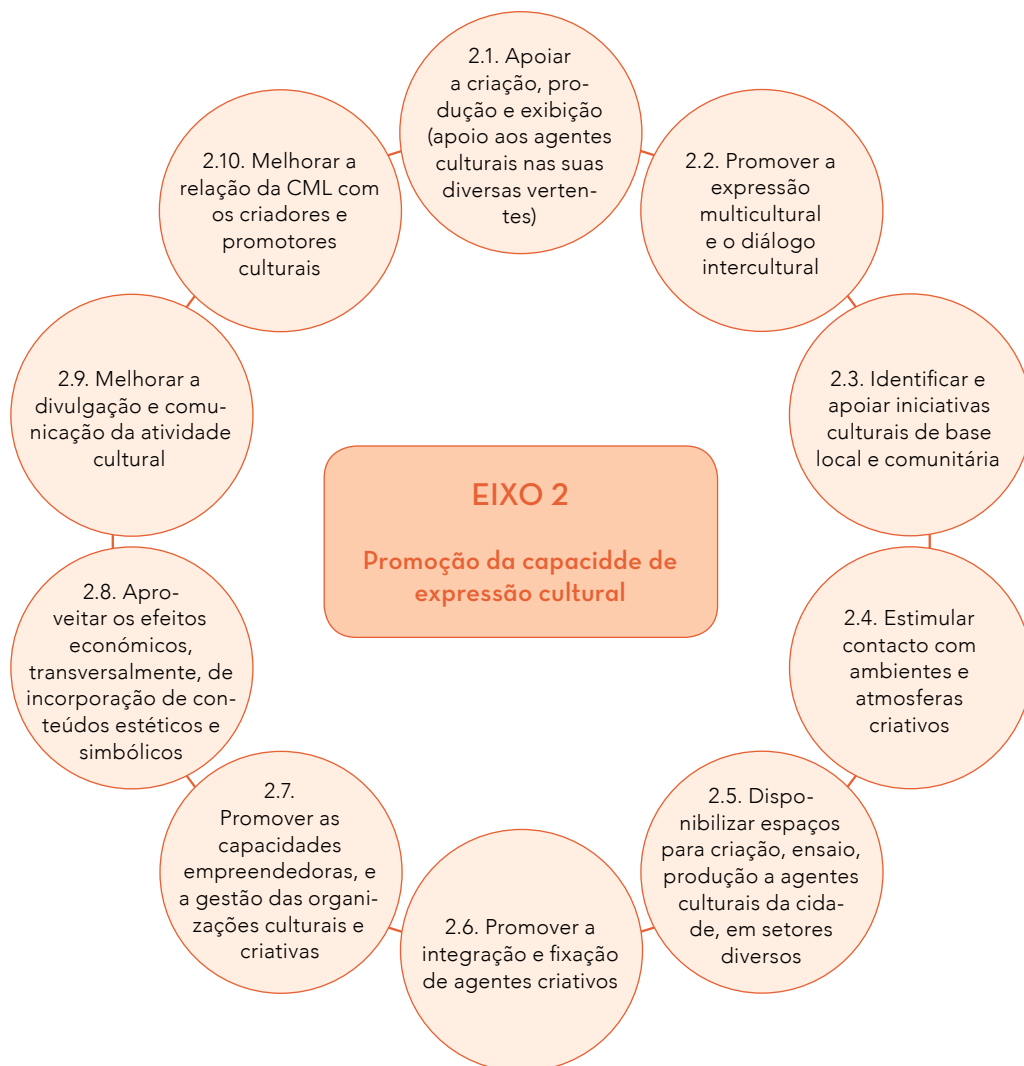 2.1. Apoiar
a criação, pro-
dução e exibição
(apoio aos agentes
culturais nas suas
diversas verten-
tes)
2.2. Promover a
expressão
multicultural
e o diálogo
intercultural
2.3. Identificar e
apoiar iniciativas
culturais de base
local e comunitária
2.4. Estimular
contacto com
ambientes e
atmosferas
criativos
2.5. Dispo-
nibilizar espaços
para criação, ensaio,
produção a agentes
culturais da cida-
de, em setores
diversos
2.6. Promover a
integração e fixação
de agentes criativos
2.7.
Promover as
capacidades
empreendedoras, e
a gestão das organi-
zações culturais e
criativas
2.8. Apro-
veitar os efeitos
económicos,
transversalmente, de
incorporação de con-
teúdos estéticos e
simbólicos
2.9. Melhorar a
divulgação e comu-
nicação da atividade
cultural
2.10. Melhorar a
relação da CML com
os criadores e
promotores
culturais
EIXO 2
Promoção da capacidde de
expressão cultural